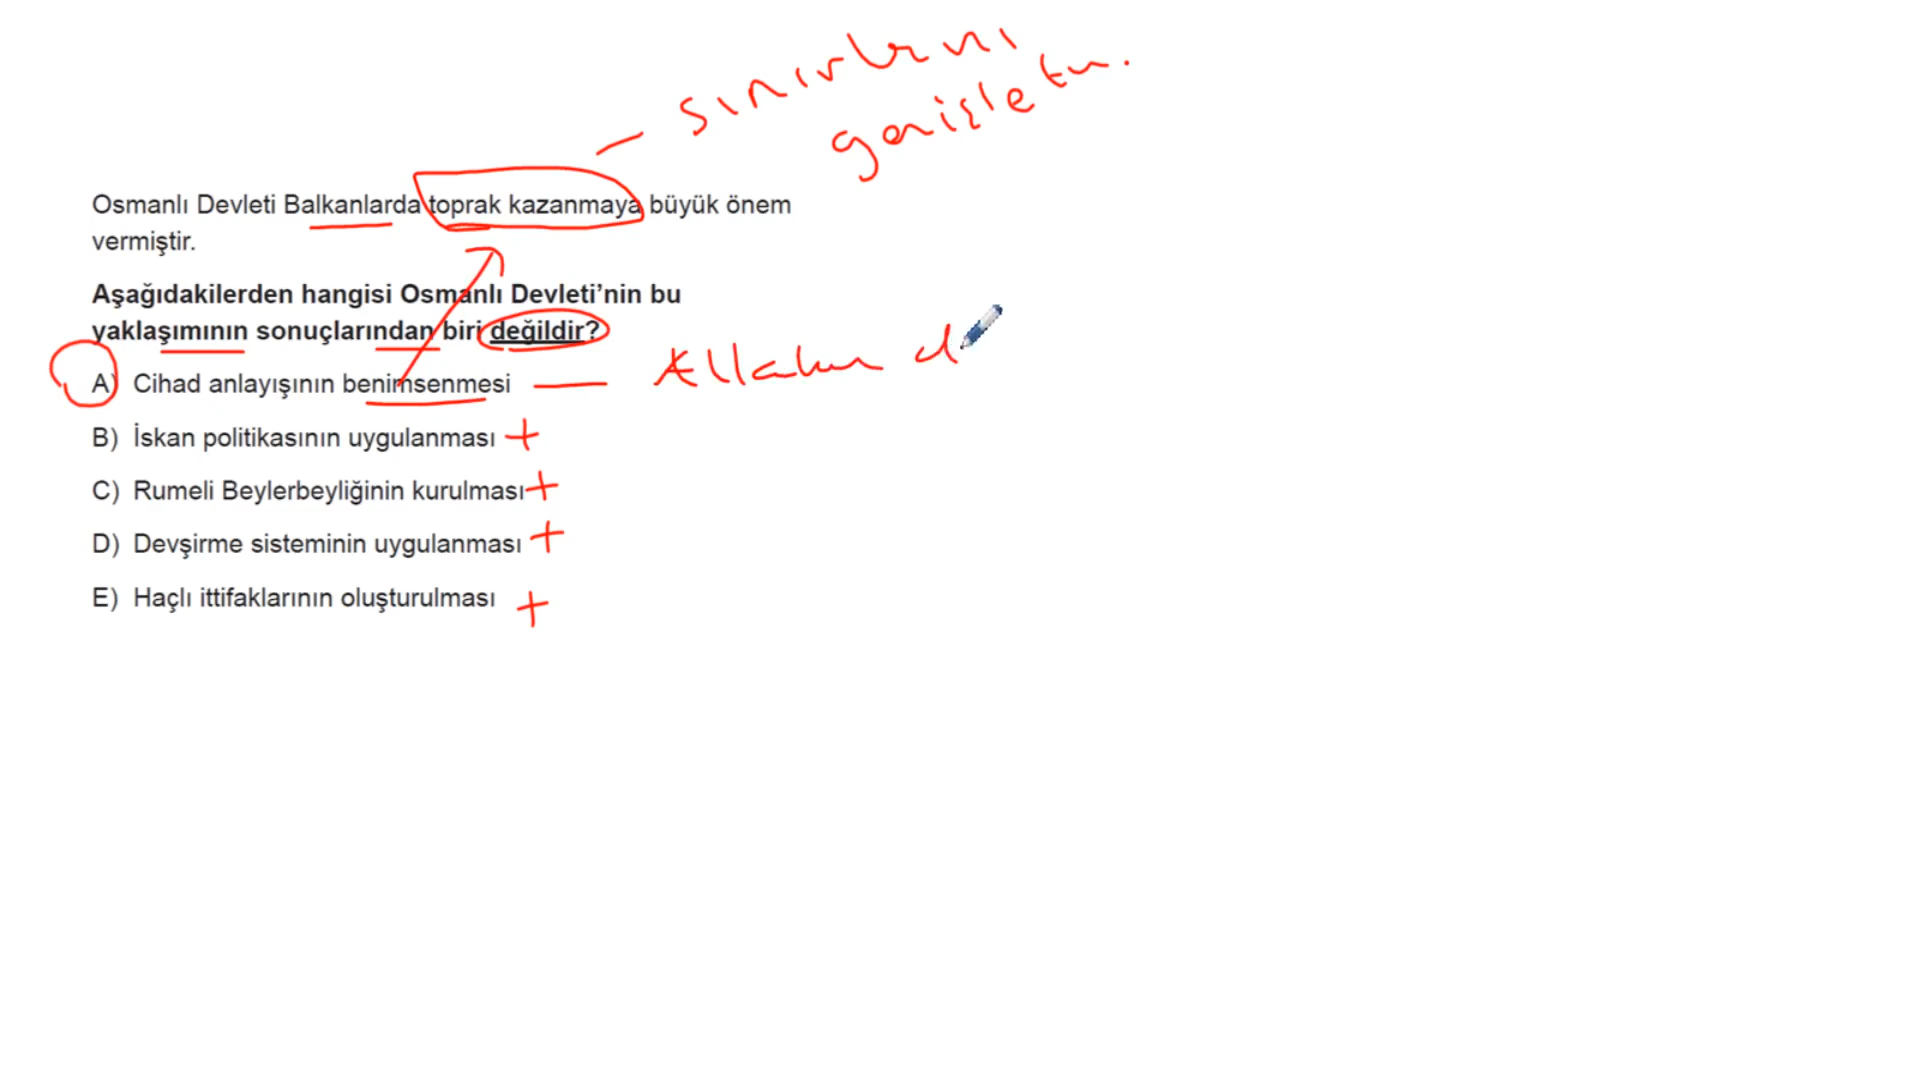 sınırlarını
genişletir.
Osmanlı Devleti Balkanlarda toprak kazanmaya büyük önem
vermiştir.
Aşağıdakilerden hangisi Osmanlı Devleti’nin bu
yaklaşımının sonuçlarından biri değildir?
A) Cihad anlayışının benimsenmesi — Allahın d
B) İskan politikasının uygulanması +
C) Rumeli Beylerbeyliğinin kurulması +
D) Devşirme sisteminin uygulanması +
E) Haçlı ittifaklarının oluşturulması +